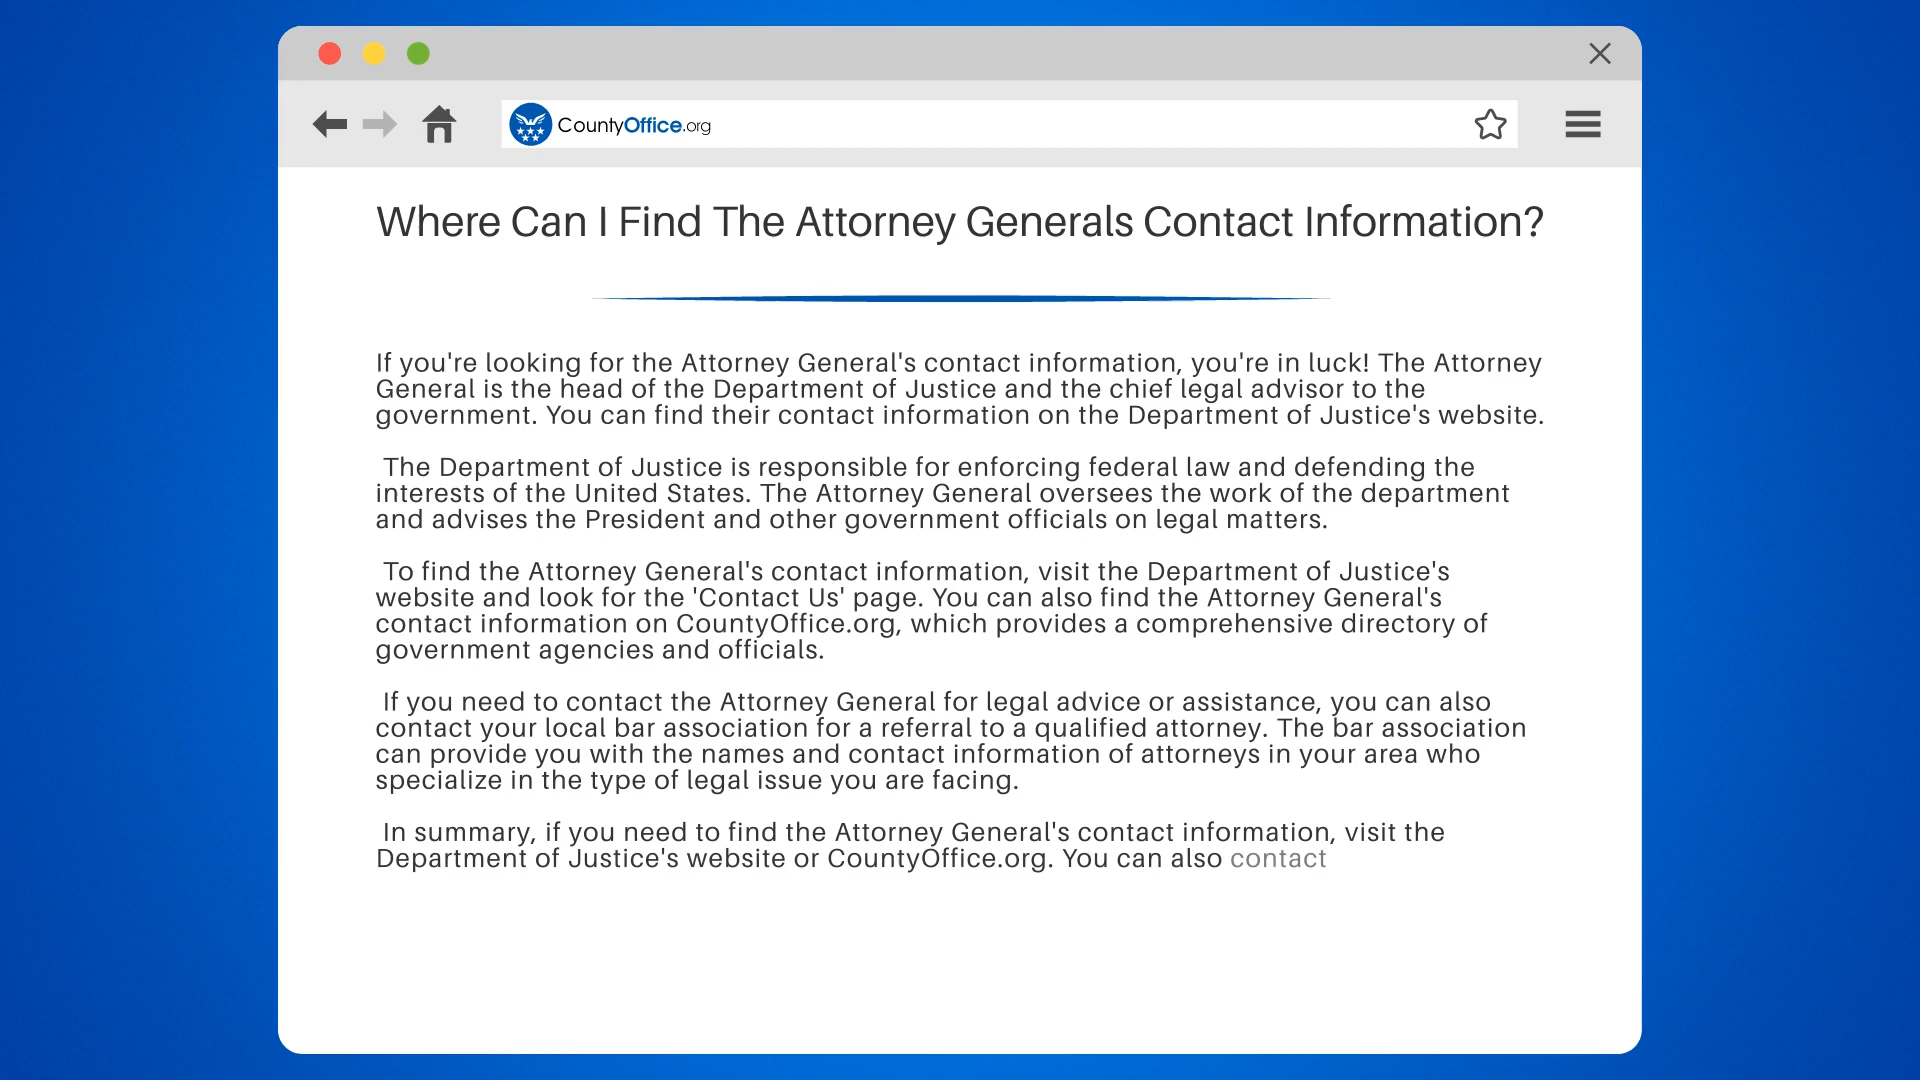 CountyOffice.org
Where Can I Find The Attorney Generals Contact Information?
If you're looking for the Attorney General's contact information, you're in luck! The Attorney
General is the head of the Department of Justice and the chief legal advisor to the
government. You can find their contact information on the Department of Justice's website.
The Department of Justice is responsible for enforcing federal law and defending the
interests of the United States. The Attorney General oversees the work of the department
and advises the President and other government officials on legal matters.
To find the Attorney General's contact information, visit the Department of Justice's
website and look for the 'Contact Us' page. You can also find the Attorney General's
contact information on CountyOffice.org, which provides a comprehensive directory of
government agencies and officials.
If you need to contact the Attorney General for legal advice or assistance, you can also
contact your local bar association for a referral to a qualified attorney. The bar association
can provide you with the names and contact information of attorneys in your area who
specialize in the type of legal issue you are facing.
In summary, if you need to find the Attorney General's contact information, visit the
Department of Justice's website or CountyOffice.org. You can also contact